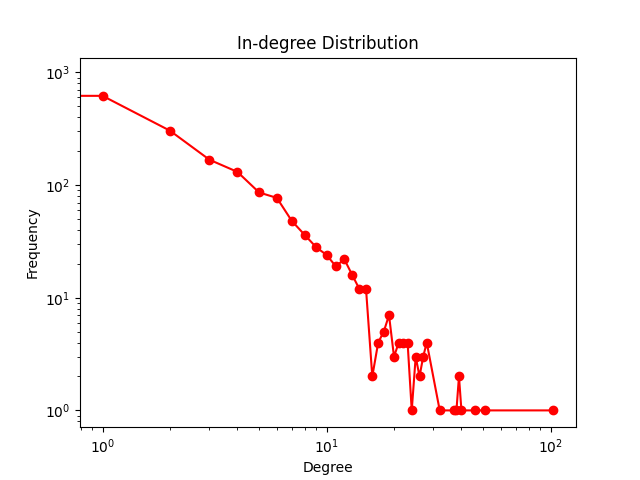 In-degree Distribution
10³
10²
10¹
10⁰
Frequency
10⁰ 10¹ 10²
Degree